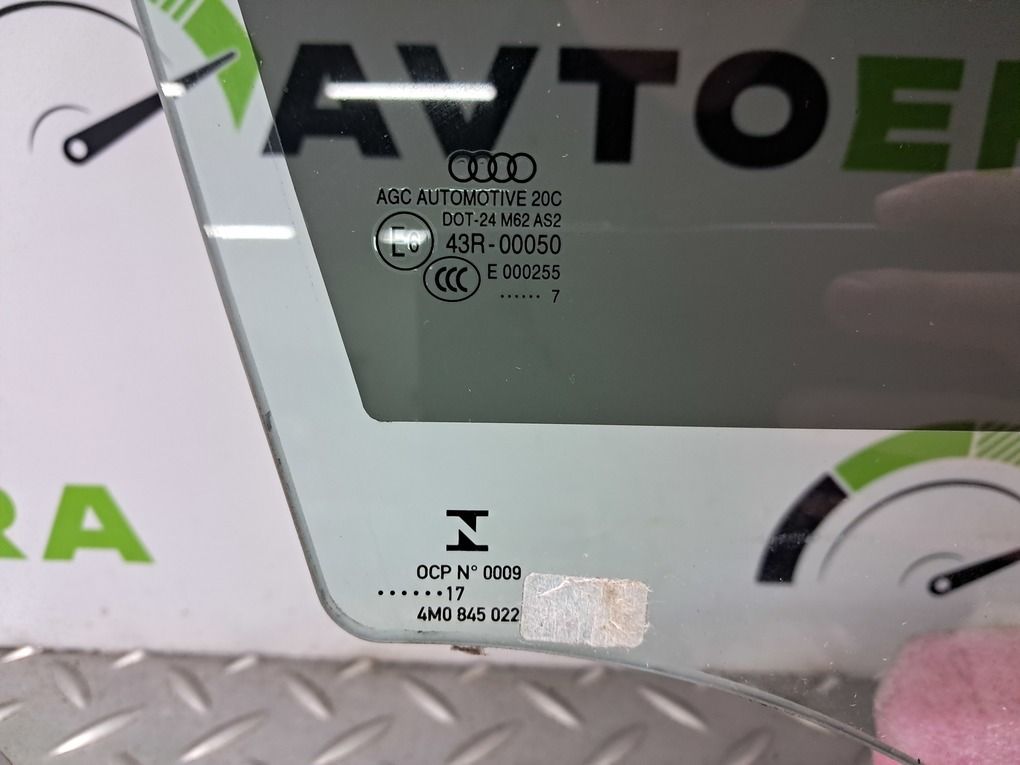 AVTOE
AGC AUTOMOTIVE 20C
DOT-24 M62 AS2
E6 43R-00050
CCC E 000255
...... 7
RA
OCP N° 0009
......17
4M0 845 022